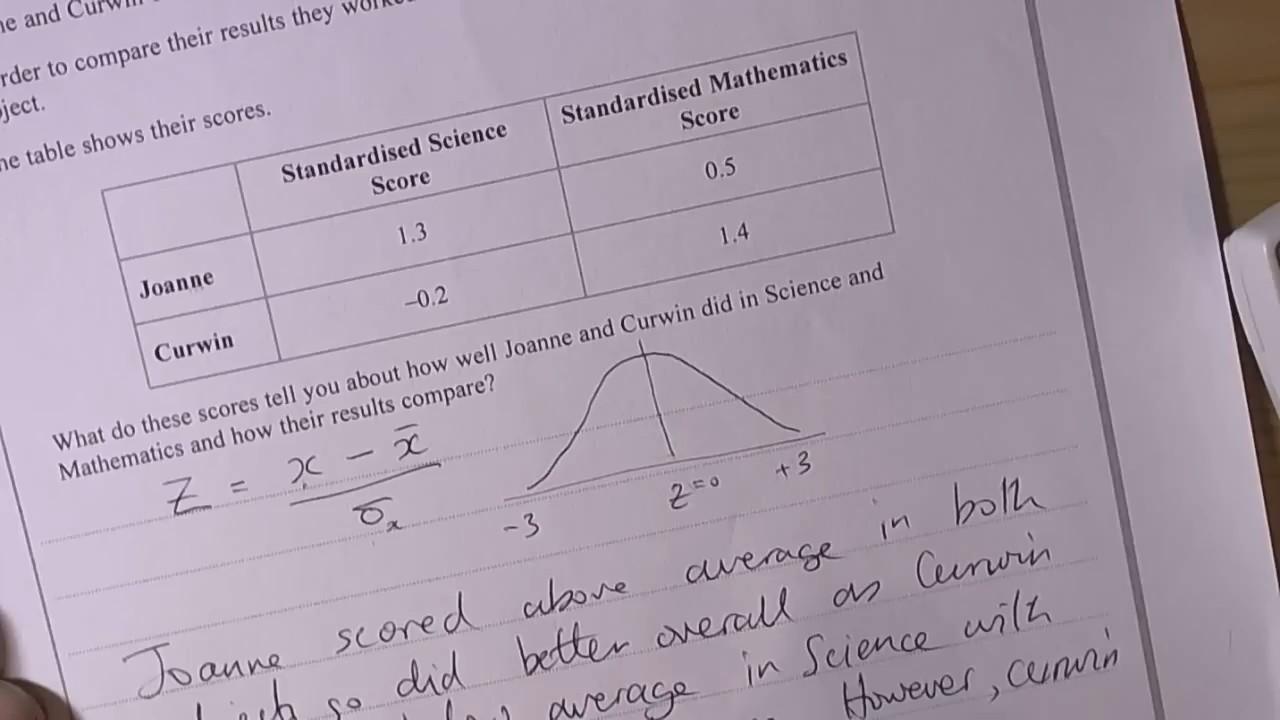 ne and Curwin
rder to compare their results they
ject.
ne table shows their scores.
Standardised Science Score
Standardised Mathematics Score
Joanne
1.3
0.5
Curwin
–0.2
1.4
What do these scores tell you about how well Joanne and Curwin did in Science and
Mathematics and how their results compare?
Z = x – x̄ / σx
-3
Z=0
+3
Joanne scored above average in both
so did better overall as Curwin
average in Science with
However, Curwin